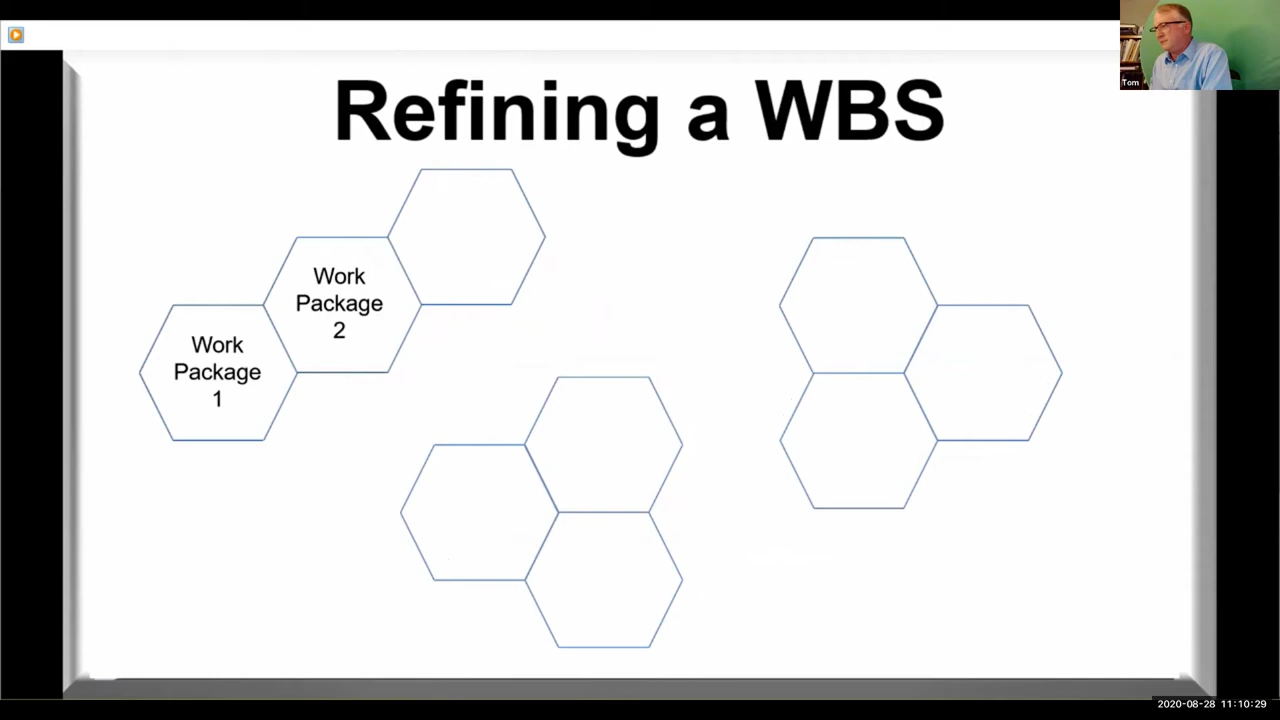 Refining a WBS
Tom
Work
Package
2
Work
Package
1
2020-08-28 11:10:29